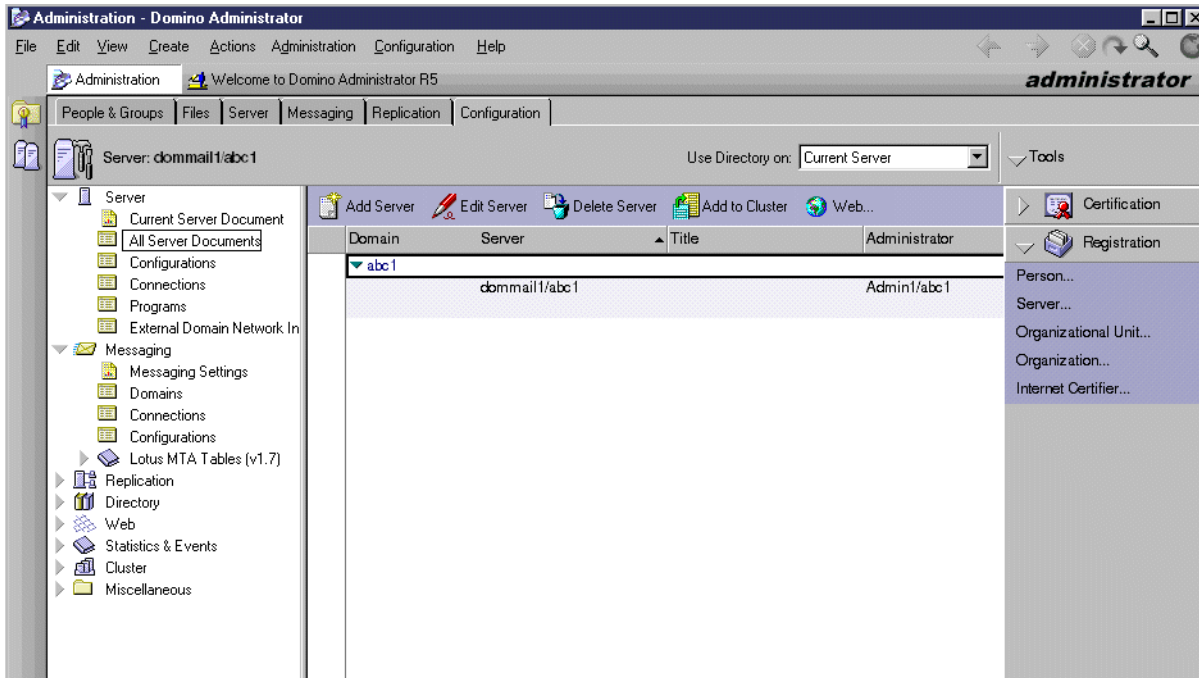 Administration - Domino Administrator
File Edit View Create Actions Administration Configuration Help
Administration Welcome to Domino Administrator R5 administrator
People & Groups Files Server Messaging Replication Configuration
Server: dommail1/abc1 Use Directory on: Current Server Tools
Server
Current Server Document
All Server Documents
Configurations
Connections
Programs
External Domain Network In
Messaging
Messaging Settings
Domains
Connections
Configurations
Lotus MTA Tables (v1.7)
Replication
Directory
Web
Statistics & Events
Cluster
Miscellaneous
Add Server Edit Server Delete Server Add to Cluster Web...
Domain Server Title Administrator
abc1
dommail1/abc1 Admin1/abc1
Certification
Registration
Person...
Server...
Organizational Unit...
Organization...
Internet Certifier...